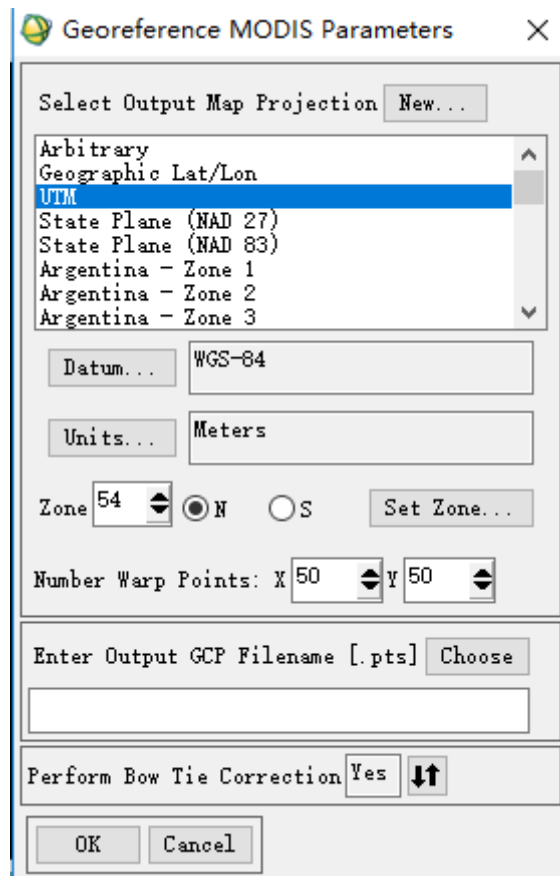 Georeference MODIS Parameters
Select Output Map Projection New...
Arbitrary
Geographic Lat/Lon
UTM
State Plane (NAD 27)
State Plane (NAD 83)
Argentina - Zone 1
Argentina - Zone 2
Argentina - Zone 3
Datum... WGS-84
Units... Meters
Zone 54 N S Set Zone...
Number Warp Points: X 50 Y 50
Enter Output GCP Filename [.pts] Choose
Perform Bow Tie Correction Yes
OK Cancel